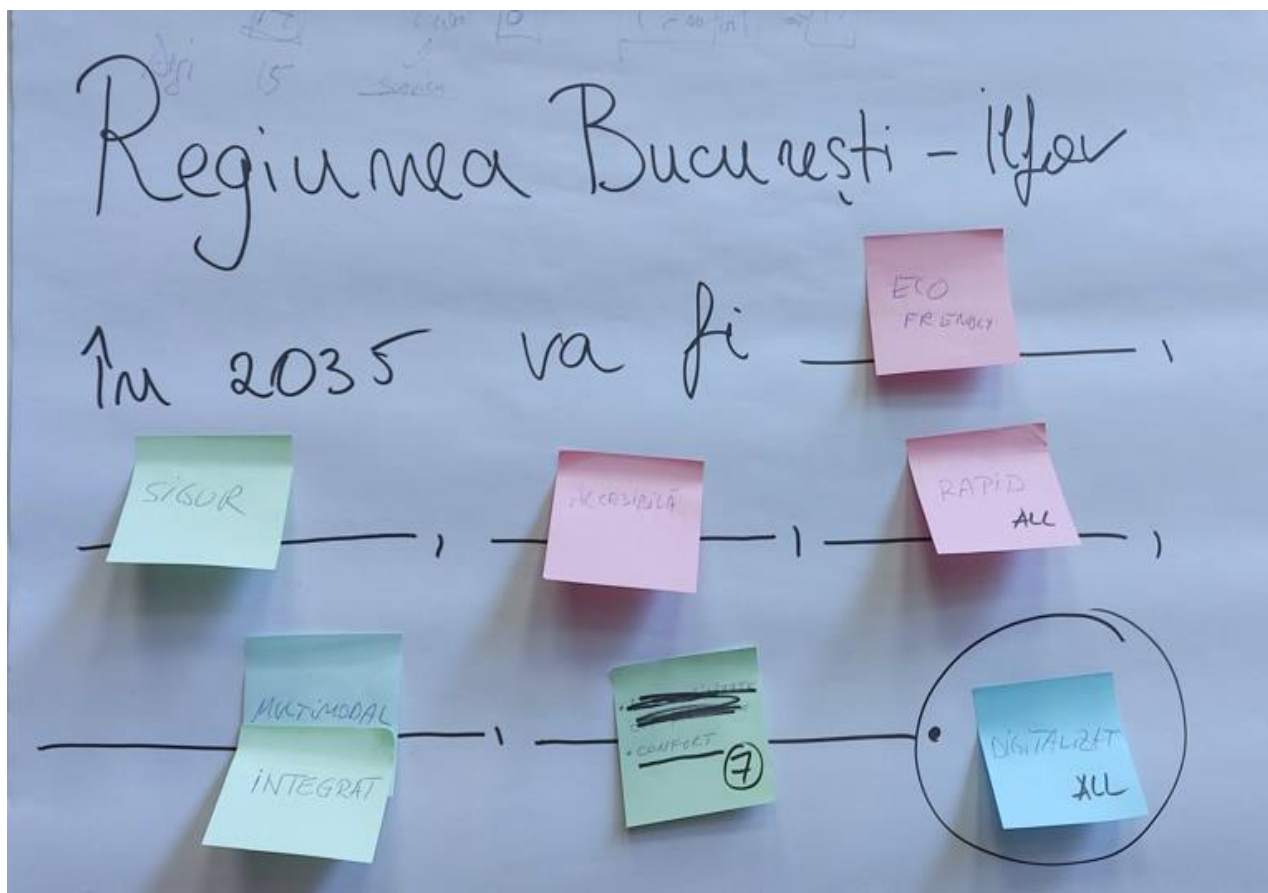 Regiunea București - Ilfov
în 2035 va fi ECO FRIENDLY,
SIGUR, ACCESIBILĂ, RAPID ALL,
MULTIMODAL INTEGRAT, • CONFORT 7 . DIGITALIZAT ALL